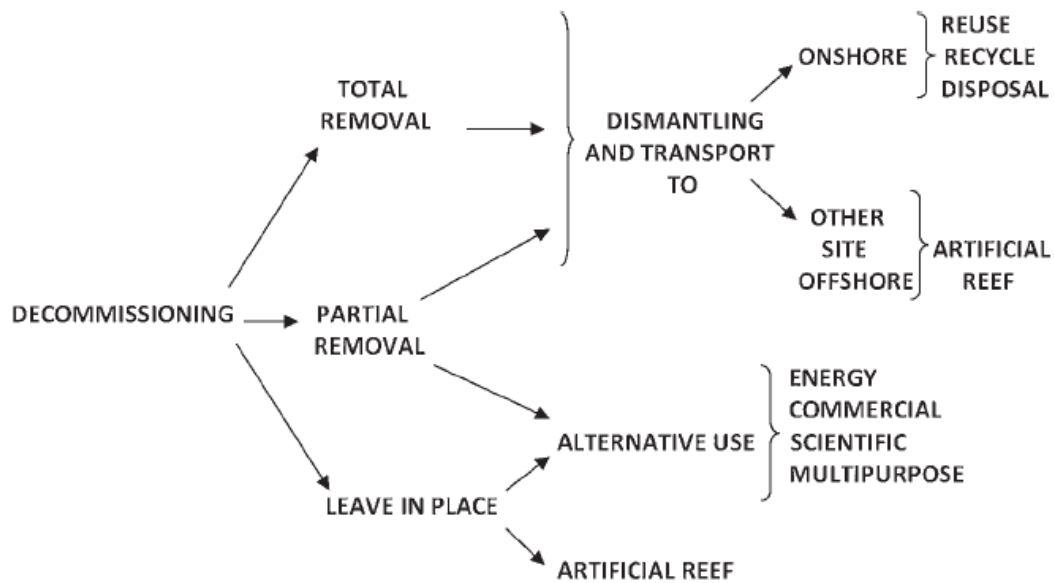 DECOMMISSIONING
TOTAL
REMOVAL
PARTIAL
REMOVAL
LEAVE IN PLACE
DISMANTLING
AND TRANSPORT
TO
ONSHORE
REUSE
RECYCLE
DISPOSAL
OTHER
SITE
OFFSHORE
ARTIFICIAL
REEF
ALTERNATIVE USE
ENERGY
COMMERCIAL
SCIENTIFIC
MULTIPURPOSE
ARTIFICIAL REEF